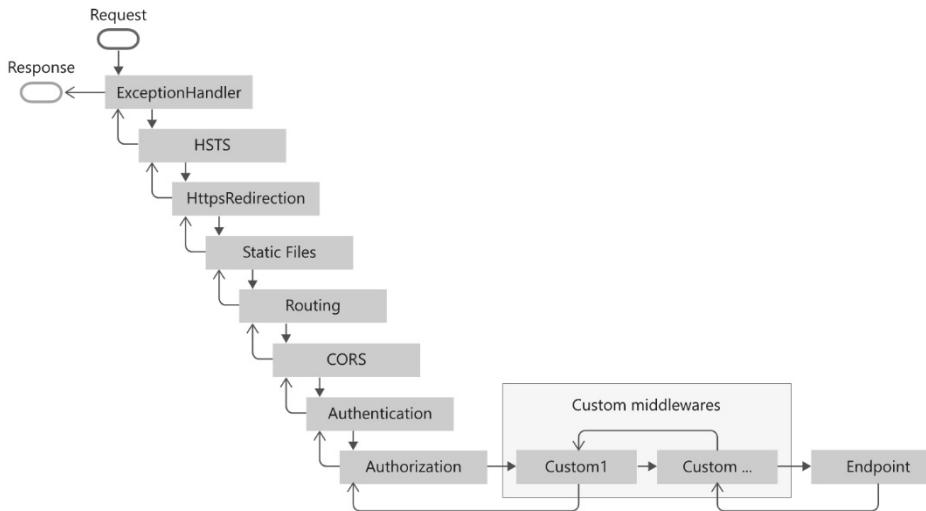 Request
Response
ExceptionHandler
HSTS
HttpsRedirection
Static Files
Routing
CORS
Authentication
Custom middlewares
Authorization
Custom1
Custom ...
Endpoint